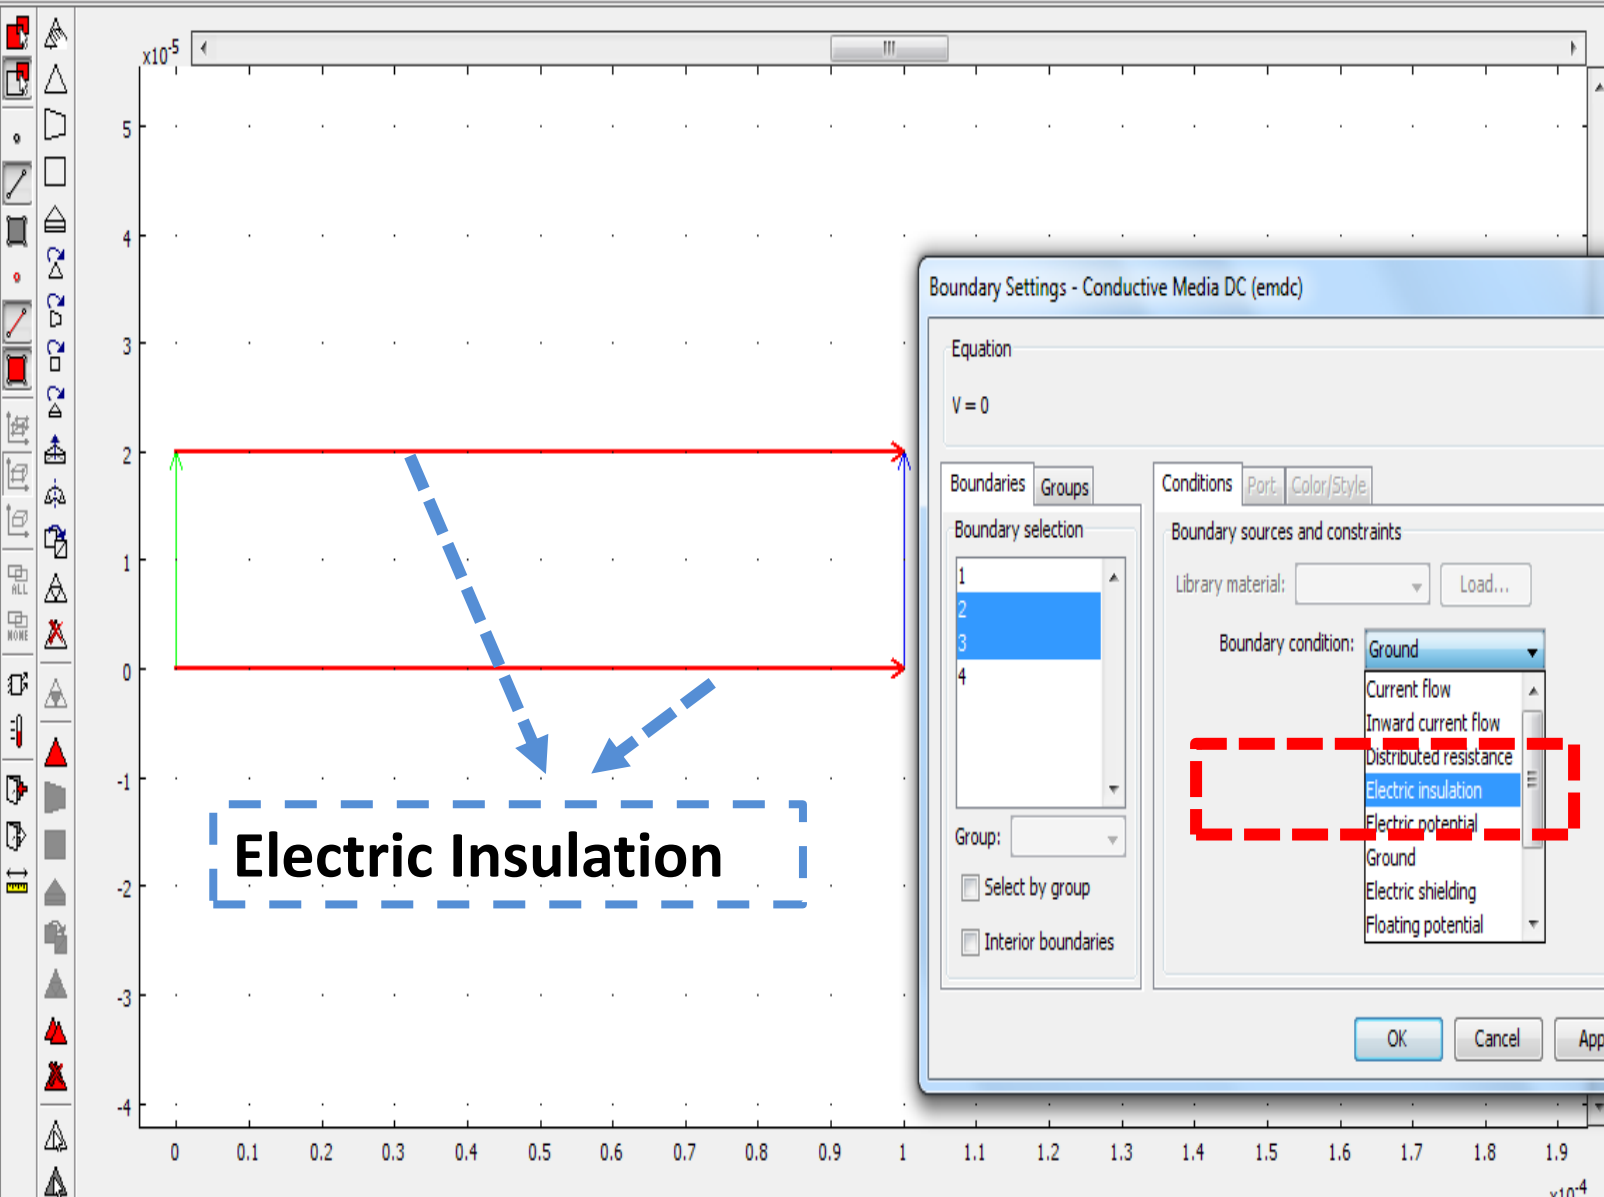 x10-5
5
4
3
2
1
0
-1
-2
-3
-4
0 0.1 0.2 0.3 0.4 0.5 0.6 0.7 0.8 0.9 1 1.1 1.2 1.3 1.4 1.5 1.6 1.7 1.8 1.9
x10-4
ALL
NONE
Electric Insulation
Boundary Settings - Conductive Media DC (emdc)
Equation
V = 0
Boundaries Groups
Boundary selection
1
2
3
4
Group:
Select by group
Interior boundaries
Conditions Port Color/Style
Boundary sources and constraints
Library material: Load...
Boundary condition: Ground
Current flow
Inward current flow
Distributed resistance
Electric insulation
Electric potential
Ground
Electric shielding
Floating potential
OK Cancel App